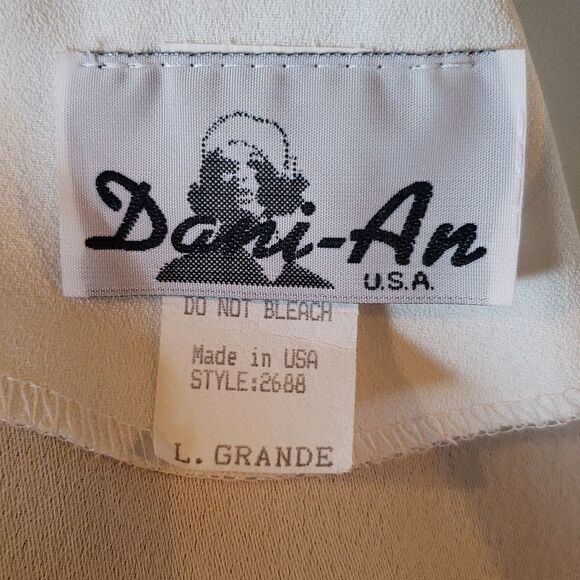 Dani-An
U.S.A.
DO NOT BLEACH
Made in USA
STYLE:2688
L. GRANDE